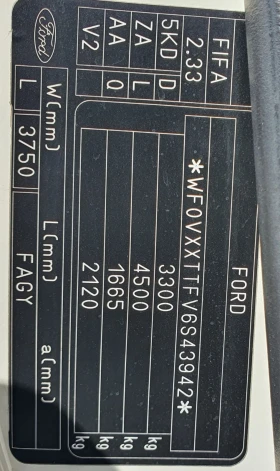 FORD
*WF0VXXTTFV6S43942*
3300 kg
4500 kg
1665 kg
2120 kg
FIFA
2.33
5KD D
ZA L
AA Q
V2
Ford
W(mm) L(mm) a(mm)
L 3750 FAGY